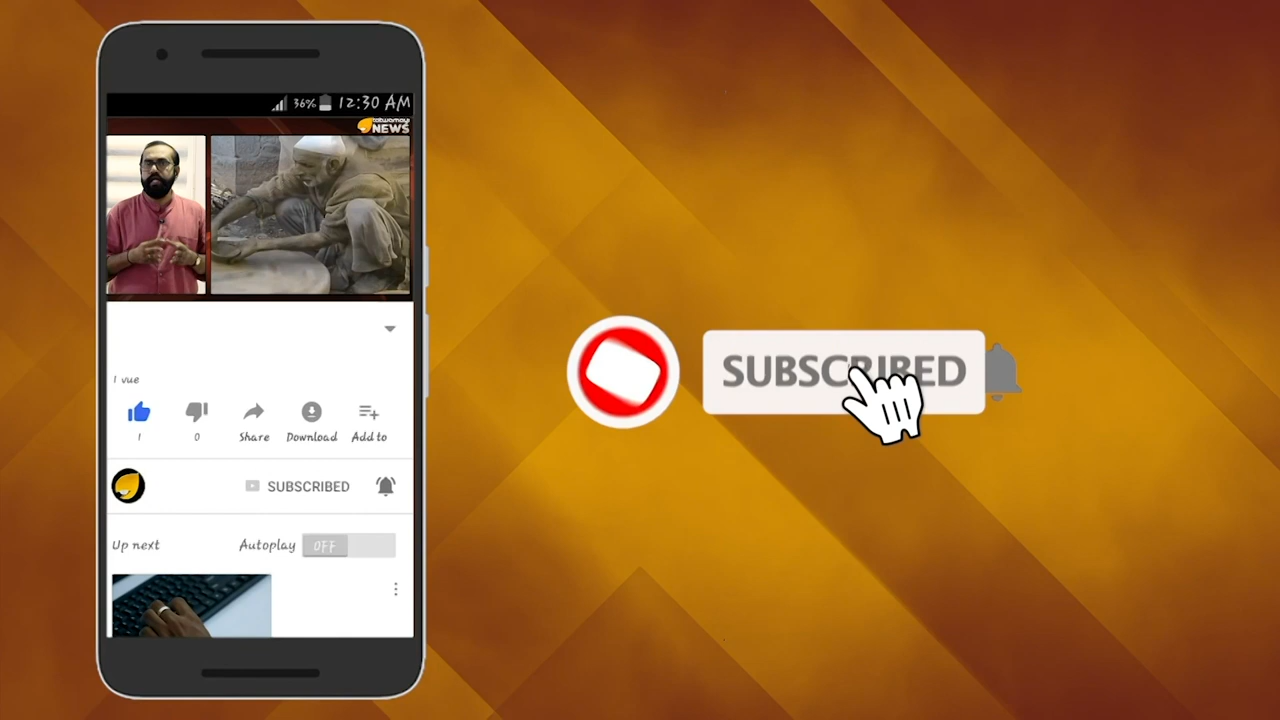 36% 12:30 AM
tatwamayi
NEWS
1 vue
1 0 Share Download Add to
SUBSCRIBED
Up next Autoplay OFF
SUBSCRIBED